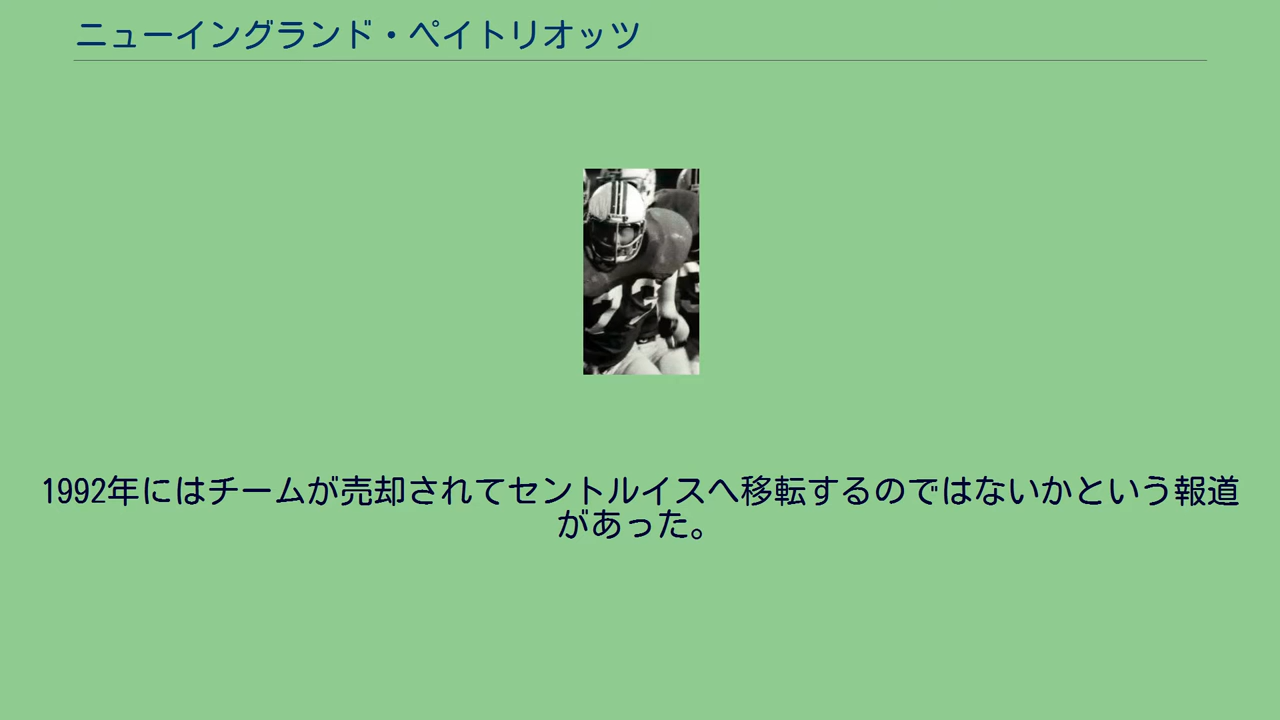 ニューイングランド・ペイトリオッツ
1992年にはチームが売却されてセントルイスへ移転するのではないかという報道
があった。